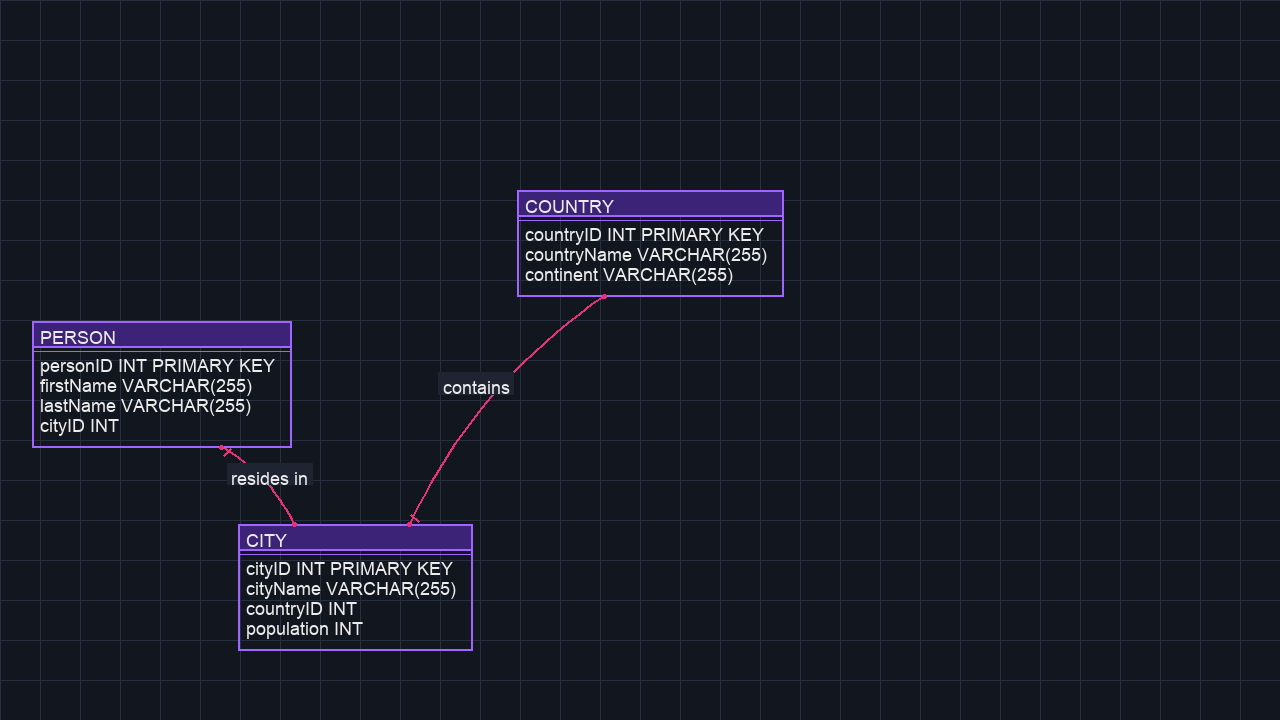 COUNTRY
countryID INT PRIMARY KEY
countryName VARCHAR(255)
continent VARCHAR(255)
PERSON
personID INT PRIMARY KEY
firstName VARCHAR(255)
lastName VARCHAR(255)
cityID INT
contains
resides in
CITY
cityID INT PRIMARY KEY
cityName VARCHAR(255)
countryID INT
population INT